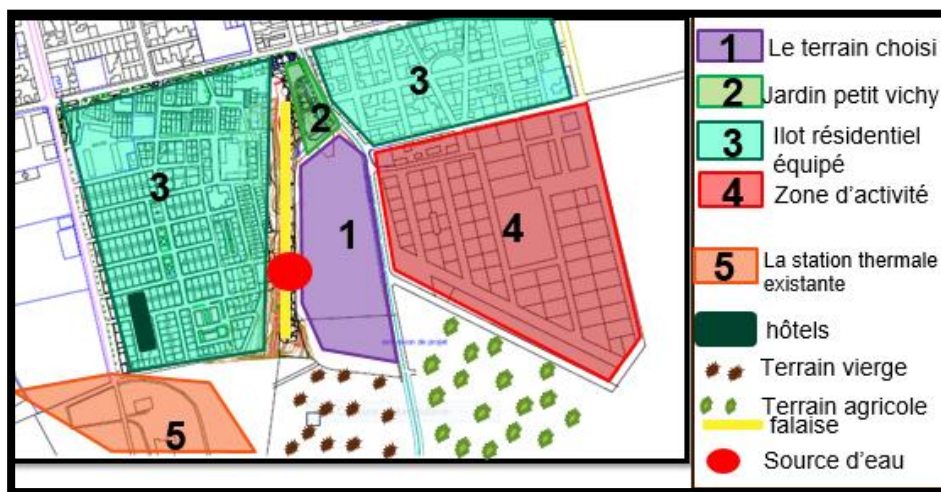 3
2
3
1
4
5
1 Le terrain choisi
2 Jardin petit vichy
3 Ilot résidentiel
équipé
4 Zone d'activité
5 La station thermale
existante
hôtels
Terrain vierge
Terrain agricole
falaise
Source d'eau